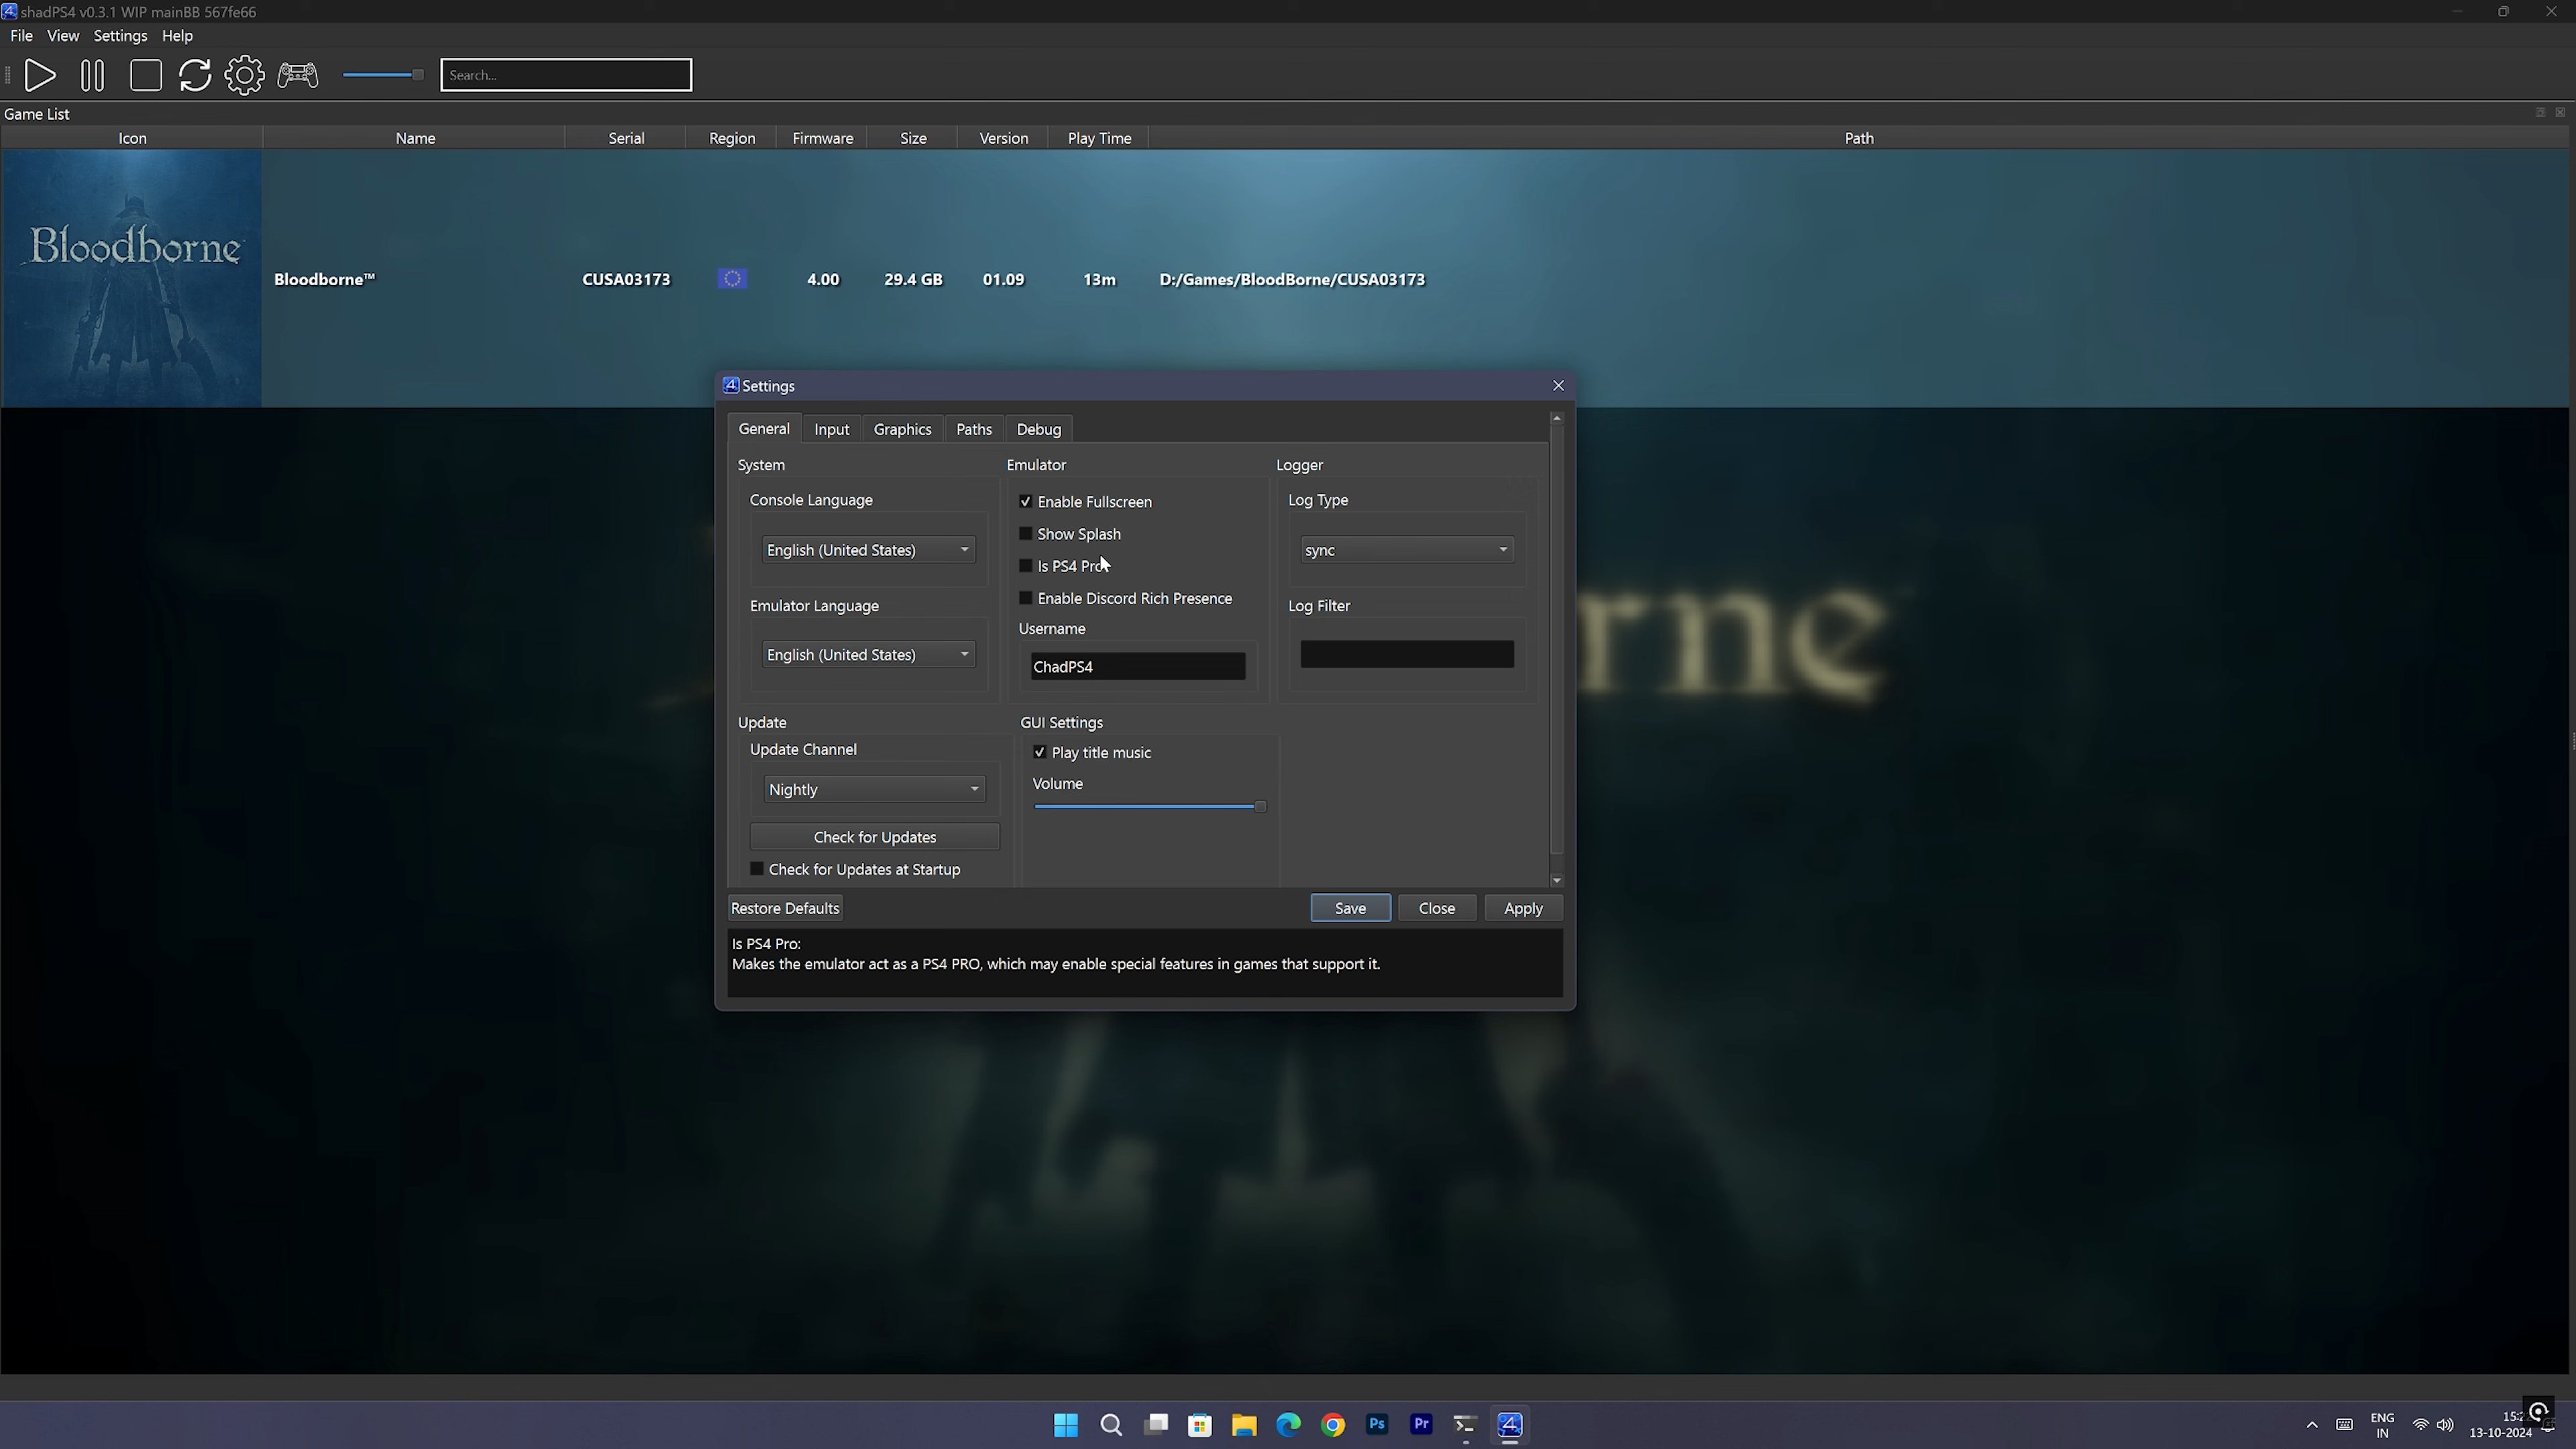 shadPS4 v0.3.1 WIP mainBB 567fe66
File View Settings Help
Search...
Game List
Icon Name Serial Region Firmware Size Version Play Time Path
Bloodborne
Bloodborne™ CUSA03173 4.00 29.4 GB 01.09 13m D:/Games/BloodBorne/CUSA03173
Settings
General Input Graphics Paths Debug
System Emulator Logger
Console Language Enable Fullscreen Log Type
Show Splash
English (United States) sync
Is PS4 Pro
Enable Discord Rich Presence
Emulator Language Log Filter
Username
English (United States) ChadPS4
Update GUI Settings
Update Channel Play title music
Volume
Nightly
Check for Updates
Check for Updates at Startup
Restore Defaults Save Close Apply
Is PS4 Pro:
Makes the emulator act as a PS4 PRO, which may enable special features in games that support it.
rne
Ps Pr
ENG
IN
13-10-2024